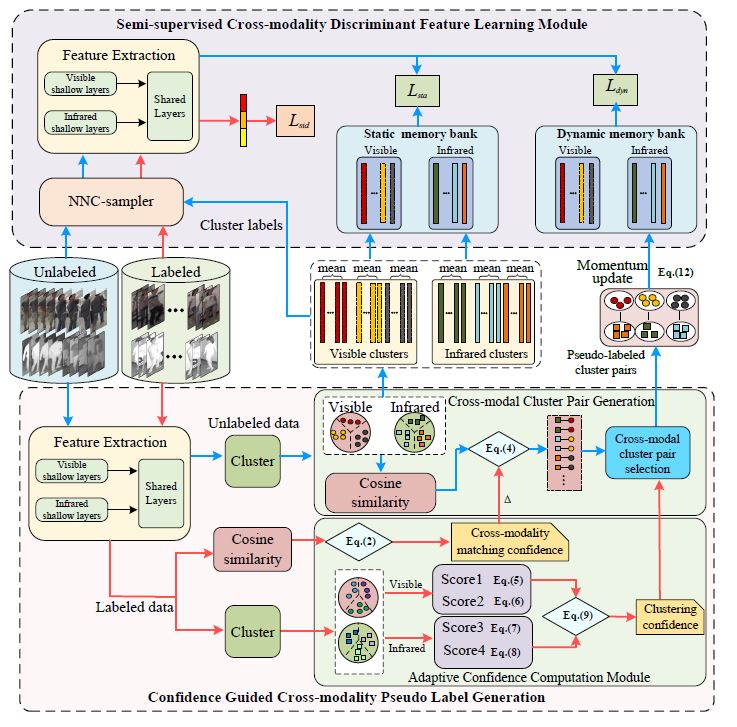 Semi-supervised Cross-modality Discriminant Feature Learning Module
Feature Extraction
Visible
shallow layers
Infrared
shallow layers
Shared
Layers
L_sid
L_sta
L_dyn
Static memory bank
Visible
Infrared
...
...
Dynamic memory bank
Visible
Infrared
...
...
NNC-sampler
Cluster labels
Unlabeled
Labeled
...
...
mean mean mean
... ... ...
Visible clusters
mean mean mean
... ... ...
Infrared clusters
Momentum
update
Eq.(12)
Pseudo-labeled
cluster pairs
Feature Extraction
Visible
shallow layers
Infrared
shallow layers
Shared
Layers
Unlabeled data
Cluster
Visible
Infrared
Cross-modal Cluster Pair Generation
Cosine
similarity
Eq.(4)
Cross-modal
cluster pair
selection
Δ
Labeled data
Cosine
similarity
Eq.(2)
Cross-modality
matching confidence
Cluster
Visible
Infrared
Score1 Eq.(5)
Score2 Eq.(6)
Score3 Eq.(7)
Score4 Eq.(8)
Eq.(9)
Clustering
confidence
Adaptive Confidence Computation Module
Confidence Guided Cross-modality Pseudo Label Generation